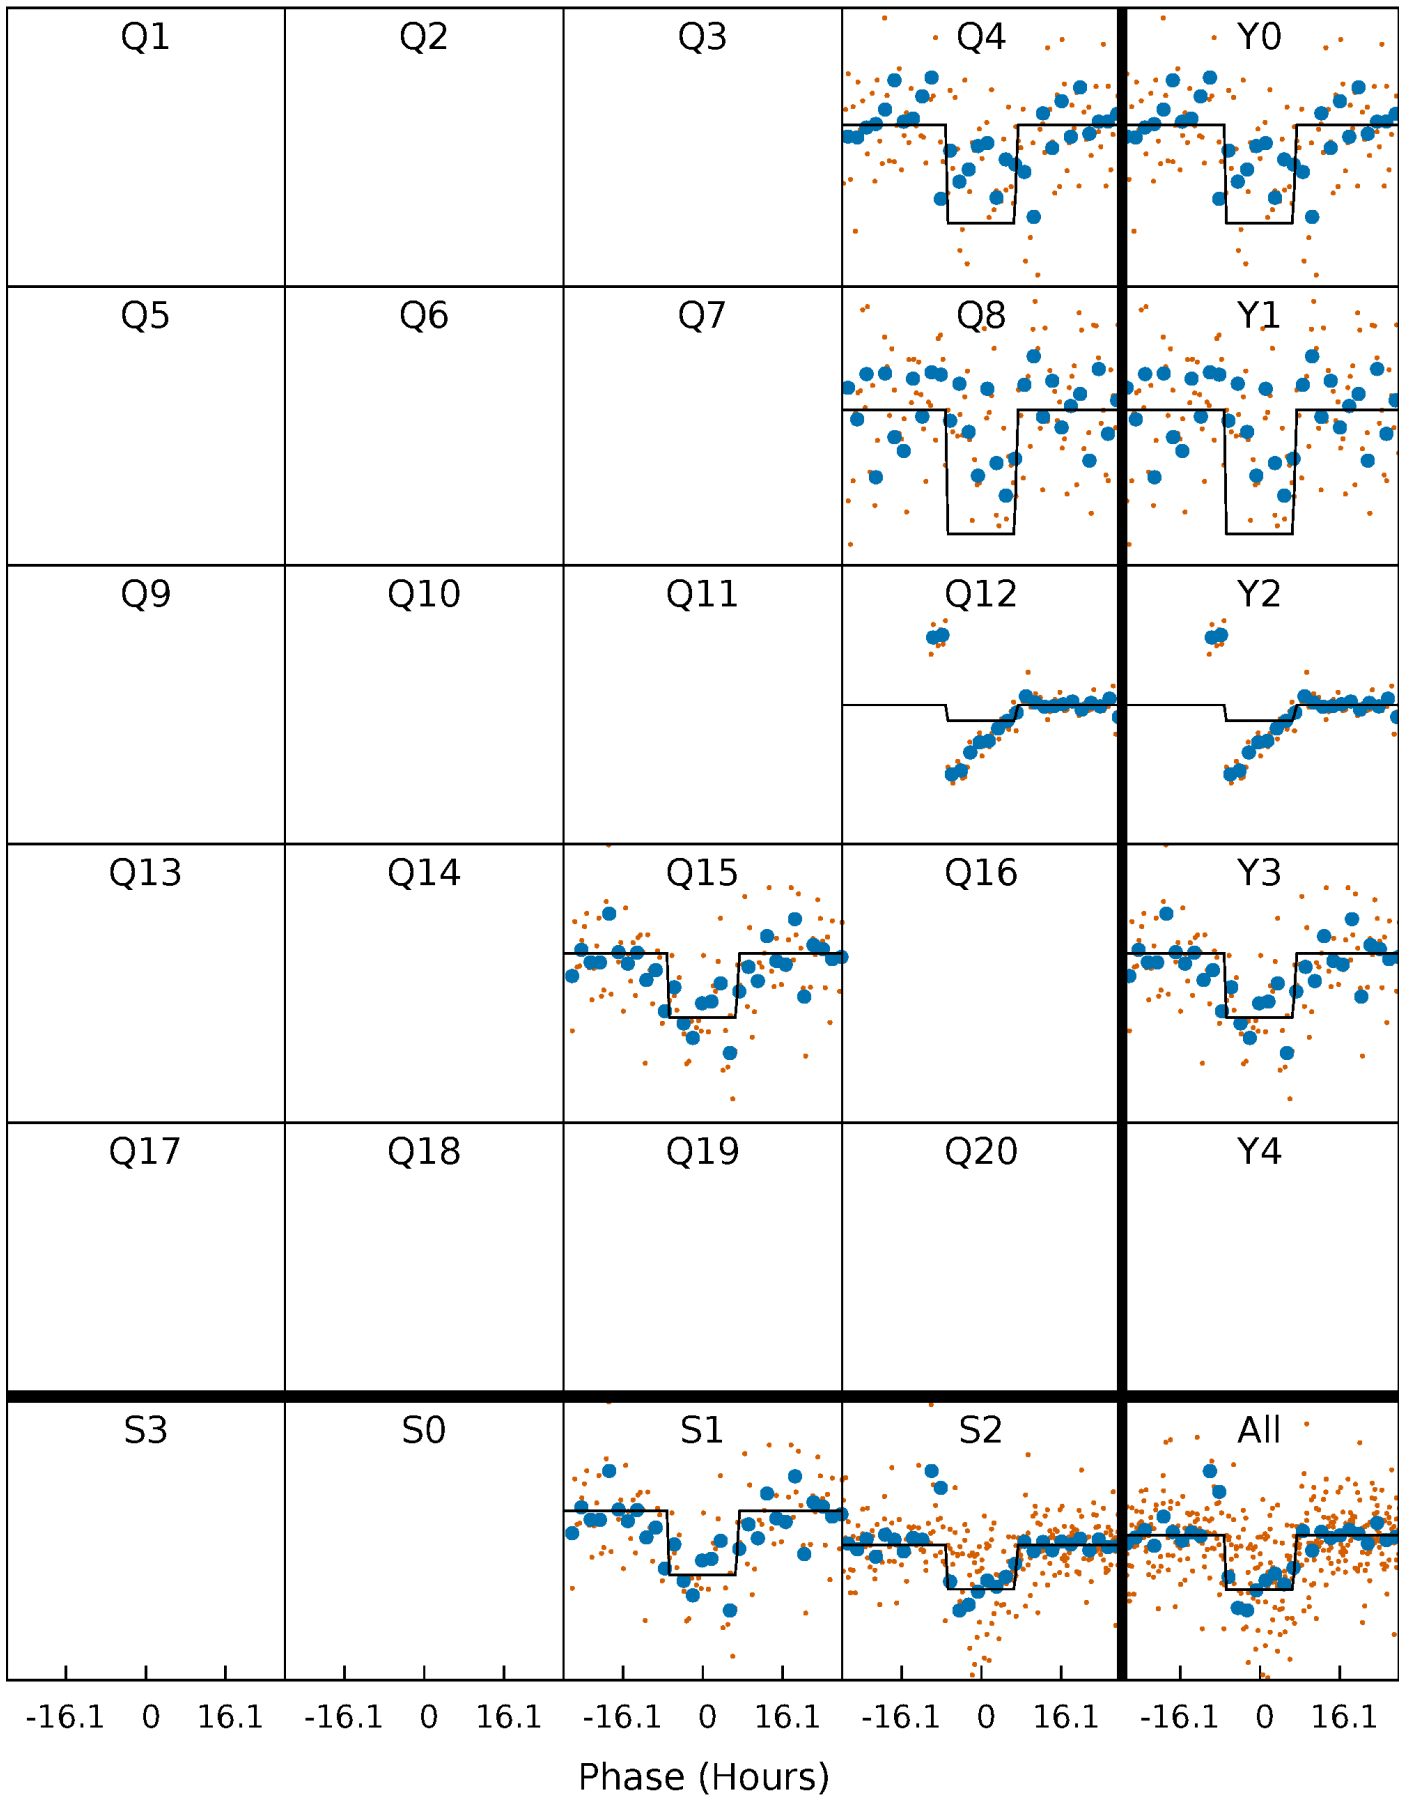 Q1 Q2 Q3 Q4 Y0
Q5 Q6 Q7 Q8 Y1
Q9 Q10 Q11 Q12 Y2
Q13 Q14 Q15 Q16 Y3
Q17 Q18 Q19 Q20 Y4
S3 S0 S1 S2 All
-16.1 0 16.1 -16.1 0 16.1 -16.1 0 16.1 -16.1 0 16.1 -16.1 0 16.1
Phase (Hours)